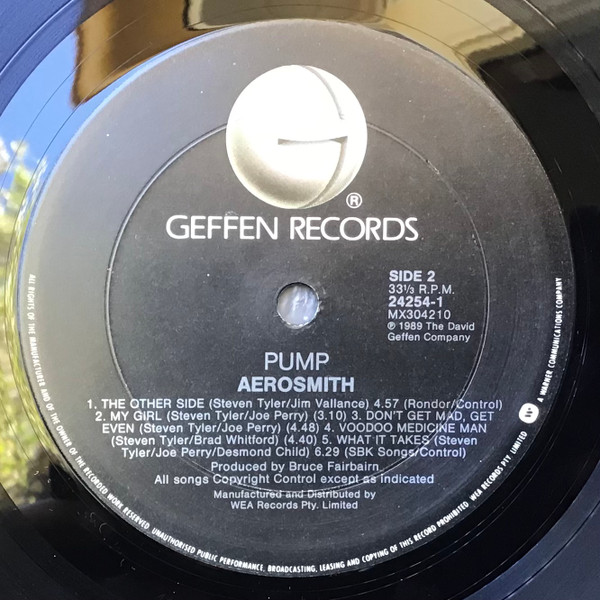 GEFFEN RECORDS
®
SIDE 2
33⅓ R.P.M.
24254-1
MX304210
℗ 1989 The David
Geffen Company
PUMP
AEROSMITH
1. THE OTHER SIDE (Steven Tyler/Jim Vallance) 4.57 (Rondor/Control)
2. MY GIRL (Steven Tyler/Joe Perry) (3.10) 3. DON'T GET MAD, GET
EVEN (Steven Tyler/Joe Perry) (4.48) 4. VOODOO MEDICINE MAN
(Steven Tyler/Brad Whitford) (4.40) 5. WHAT IT TAKES (Steven
Tyler/Joe Perry/Desmond Child) 6.29 (SBK Songs/Control)
Produced by Bruce Fairbairn
All songs Copyright Control except as Indicated
Manufactured and Distributed by
WEA Records Pty. Limited
ALL RIGHTS OF THE MANUFACTURER AND OF THE OWNER OF THE RECORDED WORK RESERVED UNAUTHORISED PUBLIC PERFORMANCE, BROADCASTING, LEASING AND COPYING OF THIS RECORD PROHIBITED WEA RECORDS PTY. LIMITED A WARNER COMMUNICATIONS COMPANY